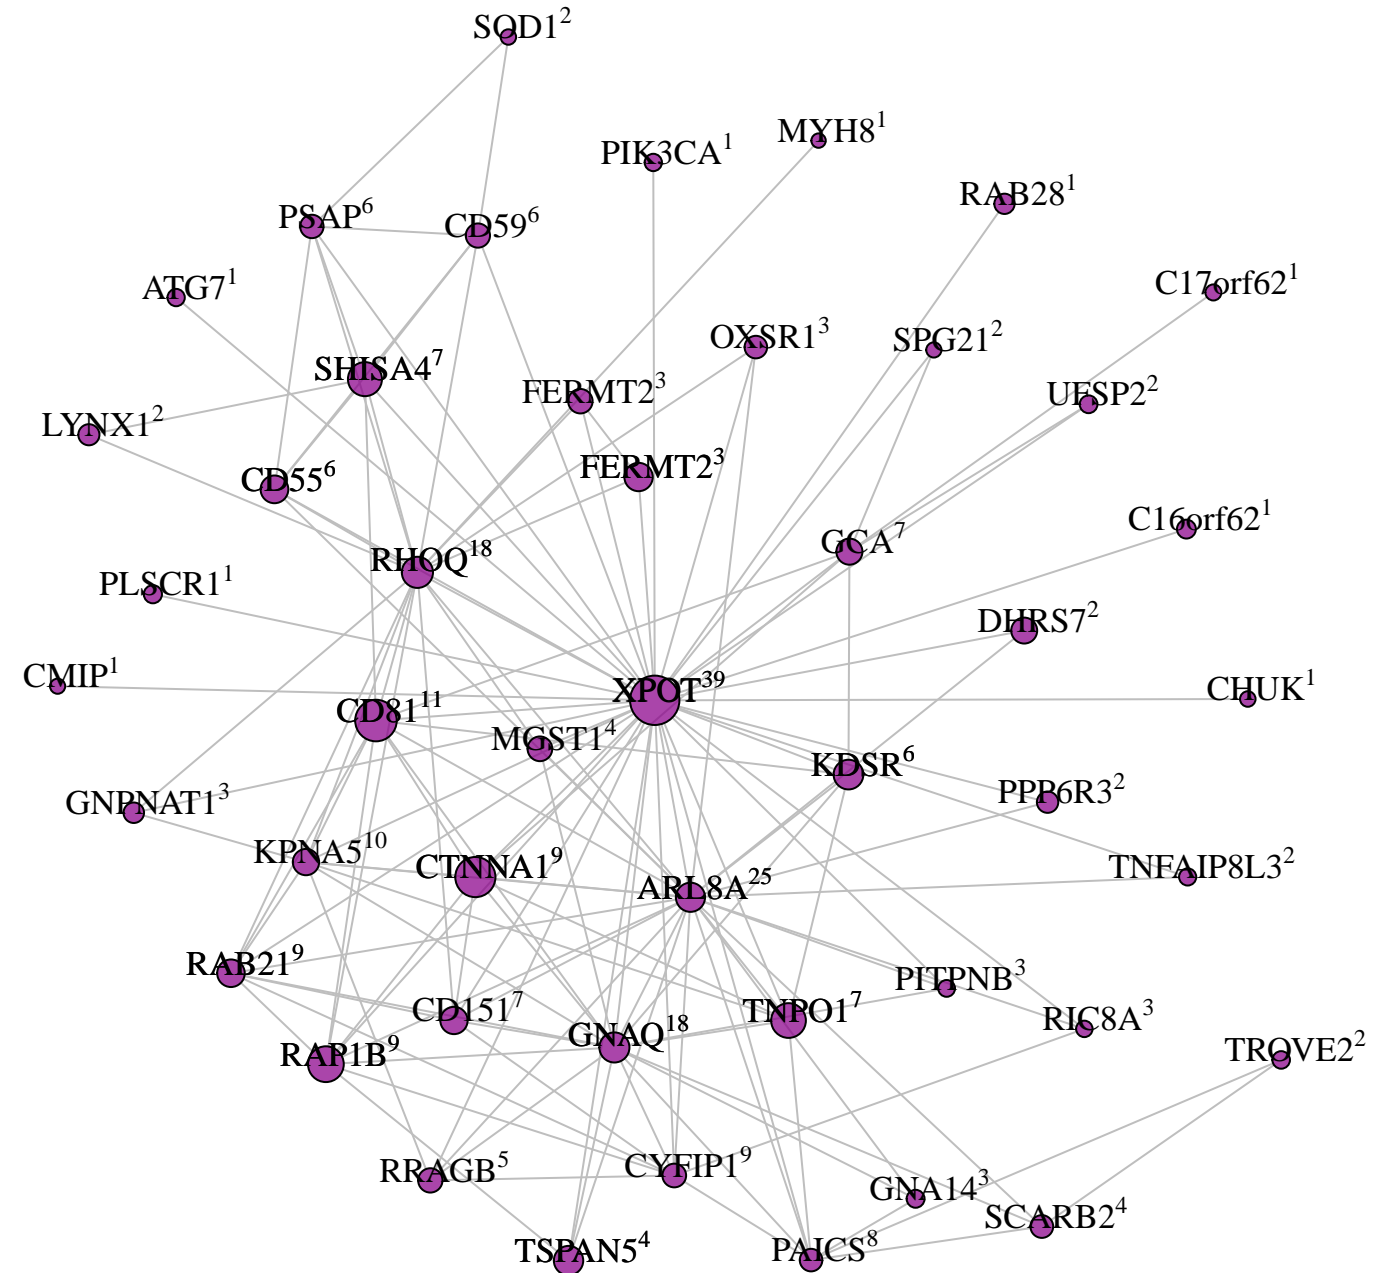 SOD1²
MYH8¹
PIK3CA¹
RAB28¹
PSAP⁶
CD59⁶
ATG7¹
C17orf62¹
OXSR1³
SPG21²
SHISA4⁷
FERMT2³
UFSP2²
LYNX1²
CD55⁶
FERMT2³
C16orf62¹
GCA⁷
RHOQ¹⁸
PLSCR1¹
DHRS7²
CMIP¹
XPOT³⁹
CHUK¹
CD81¹¹
MGST1⁴
KDSR⁶
GNPNAT1³
PPP6R3²
KPNA5¹⁰
CTNNA1⁹
ARL8A²⁵
TNFAIP8L3²
RAB21⁹
PITPNB³
CD151⁷
TNPO1⁷
RIC8A³
GNAQ¹⁸
RAP1B⁹
TROVE2²
RRAGB⁵
CYFIP1⁹
GNA14³
SCARB2⁴
TSPAN5⁴
PAICS⁸